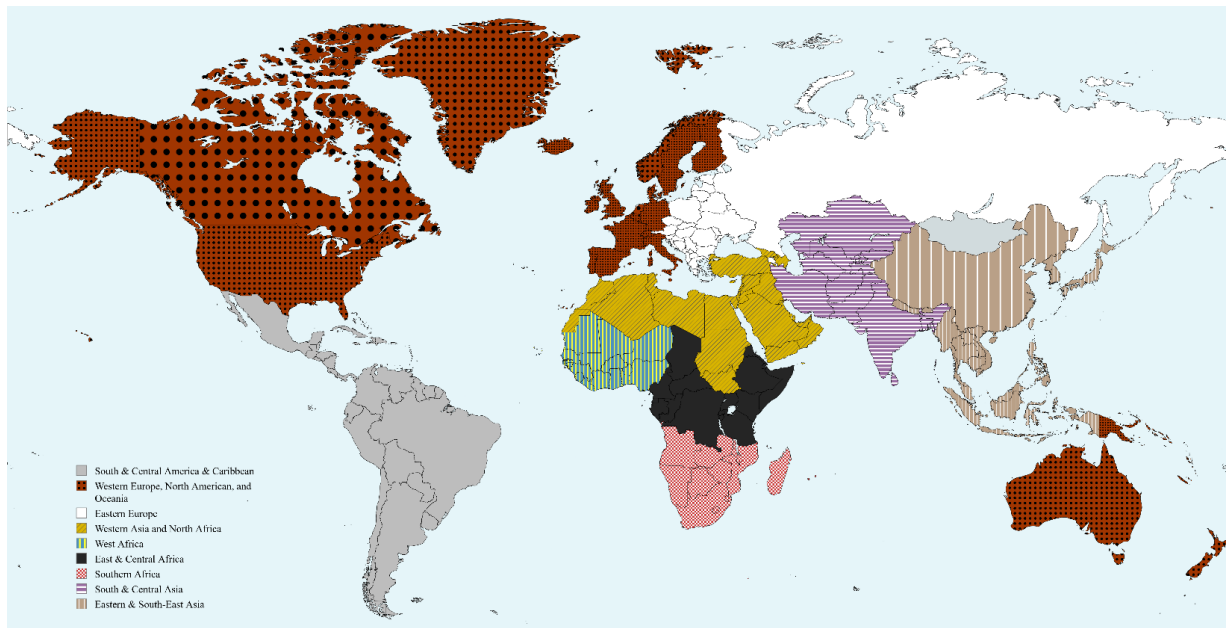 South & Central America & Caribbean
Western Europe, North American, and
Oceania
Eastern Europe
Western Asia and North Africa
West Africa
East & Central Africa
Southern Africa
South & Central Asia
Eastern & South-East Asia